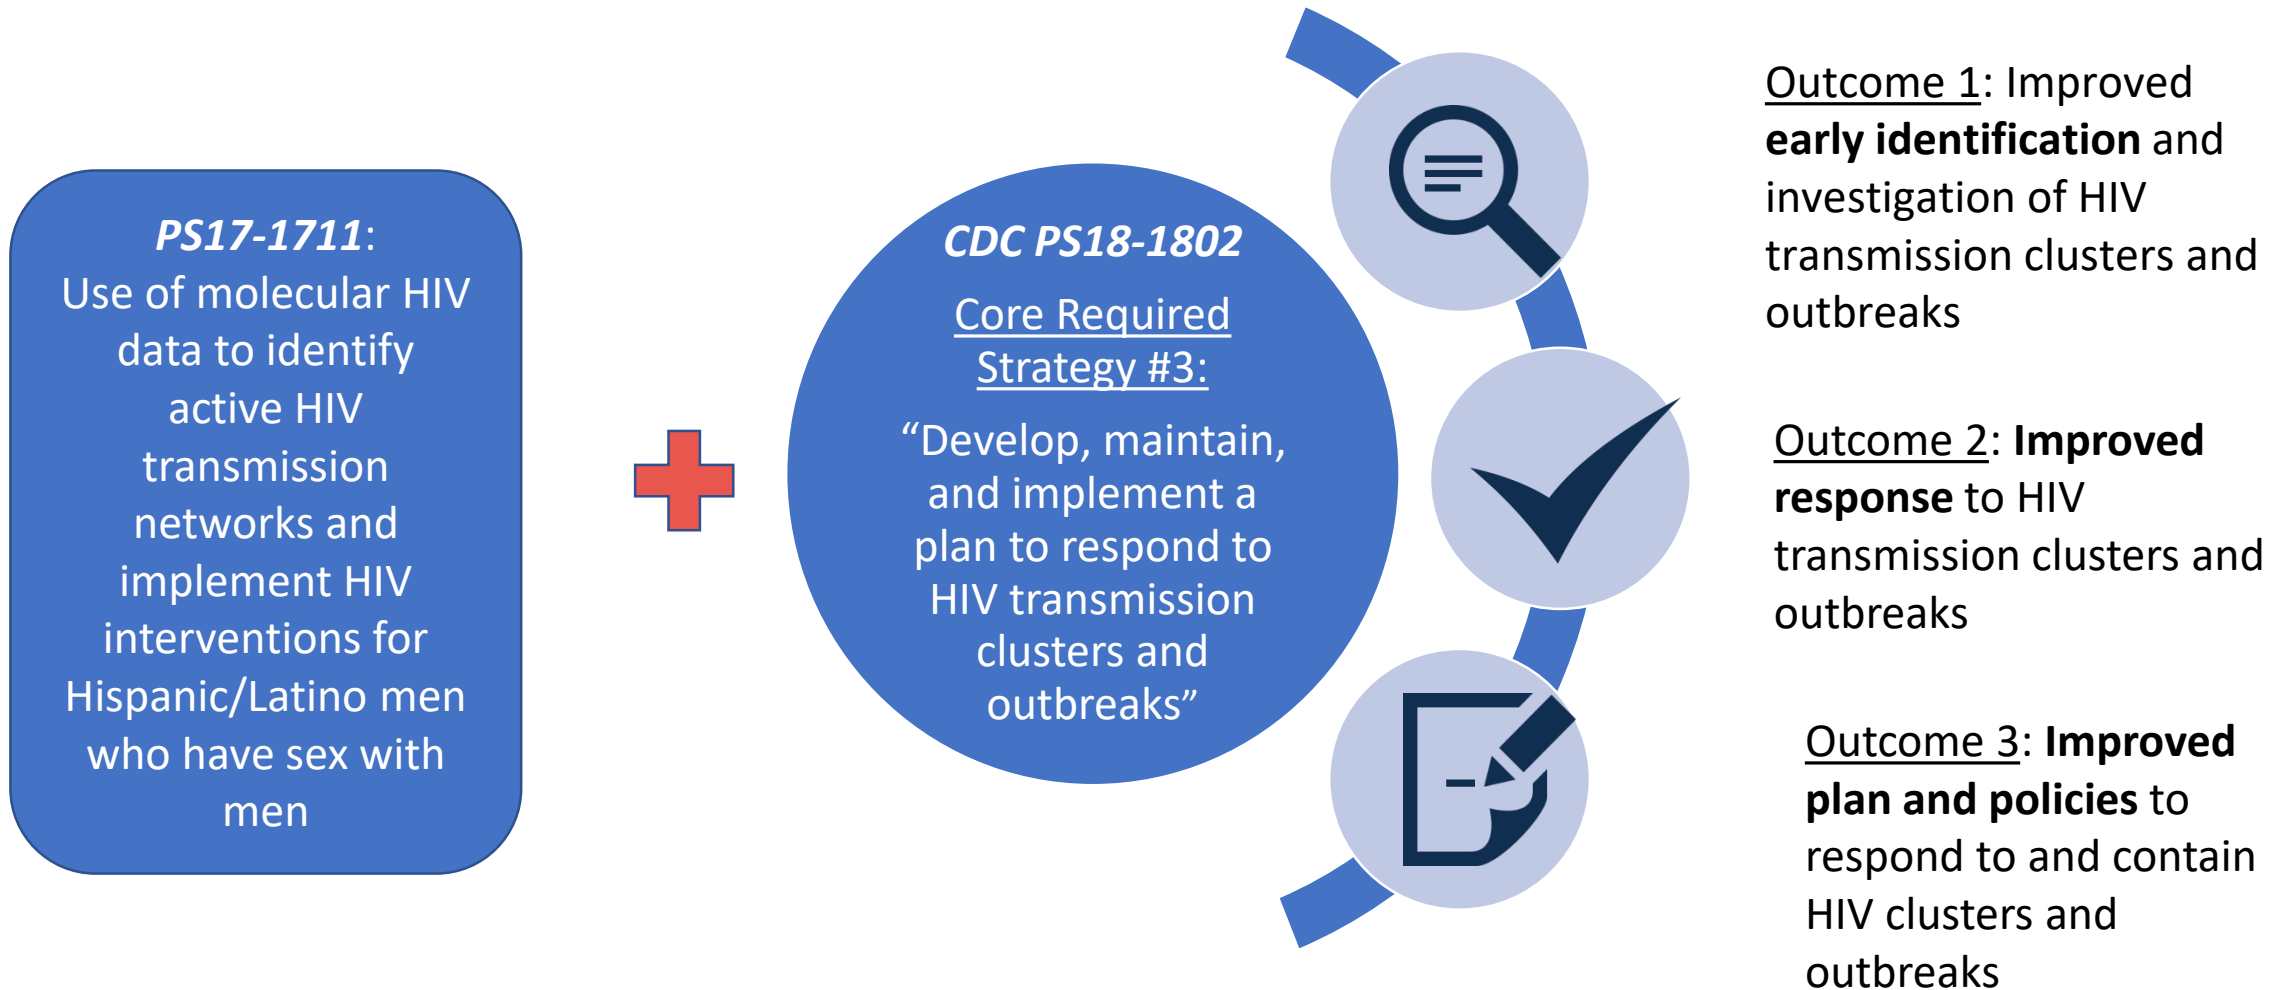 PS17-1711:
Use of molecular HIV
data to identify
active HIV
transmission
networks and
implement HIV
interventions for
Hispanic/Latino men
who have sex with
men
CDC PS18-1802
Core Required
Strategy #3:
“Develop, maintain,
and implement a
plan to respond to
HIV transmission
clusters and
outbreaks”
Outcome 1: Improved
early identification and
investigation of HIV
transmission clusters and
outbreaks
Outcome 2: Improved
response to HIV
transmission clusters and
outbreaks
Outcome 3: Improved
plan and policies to
respond to and contain
HIV clusters and
outbreaks